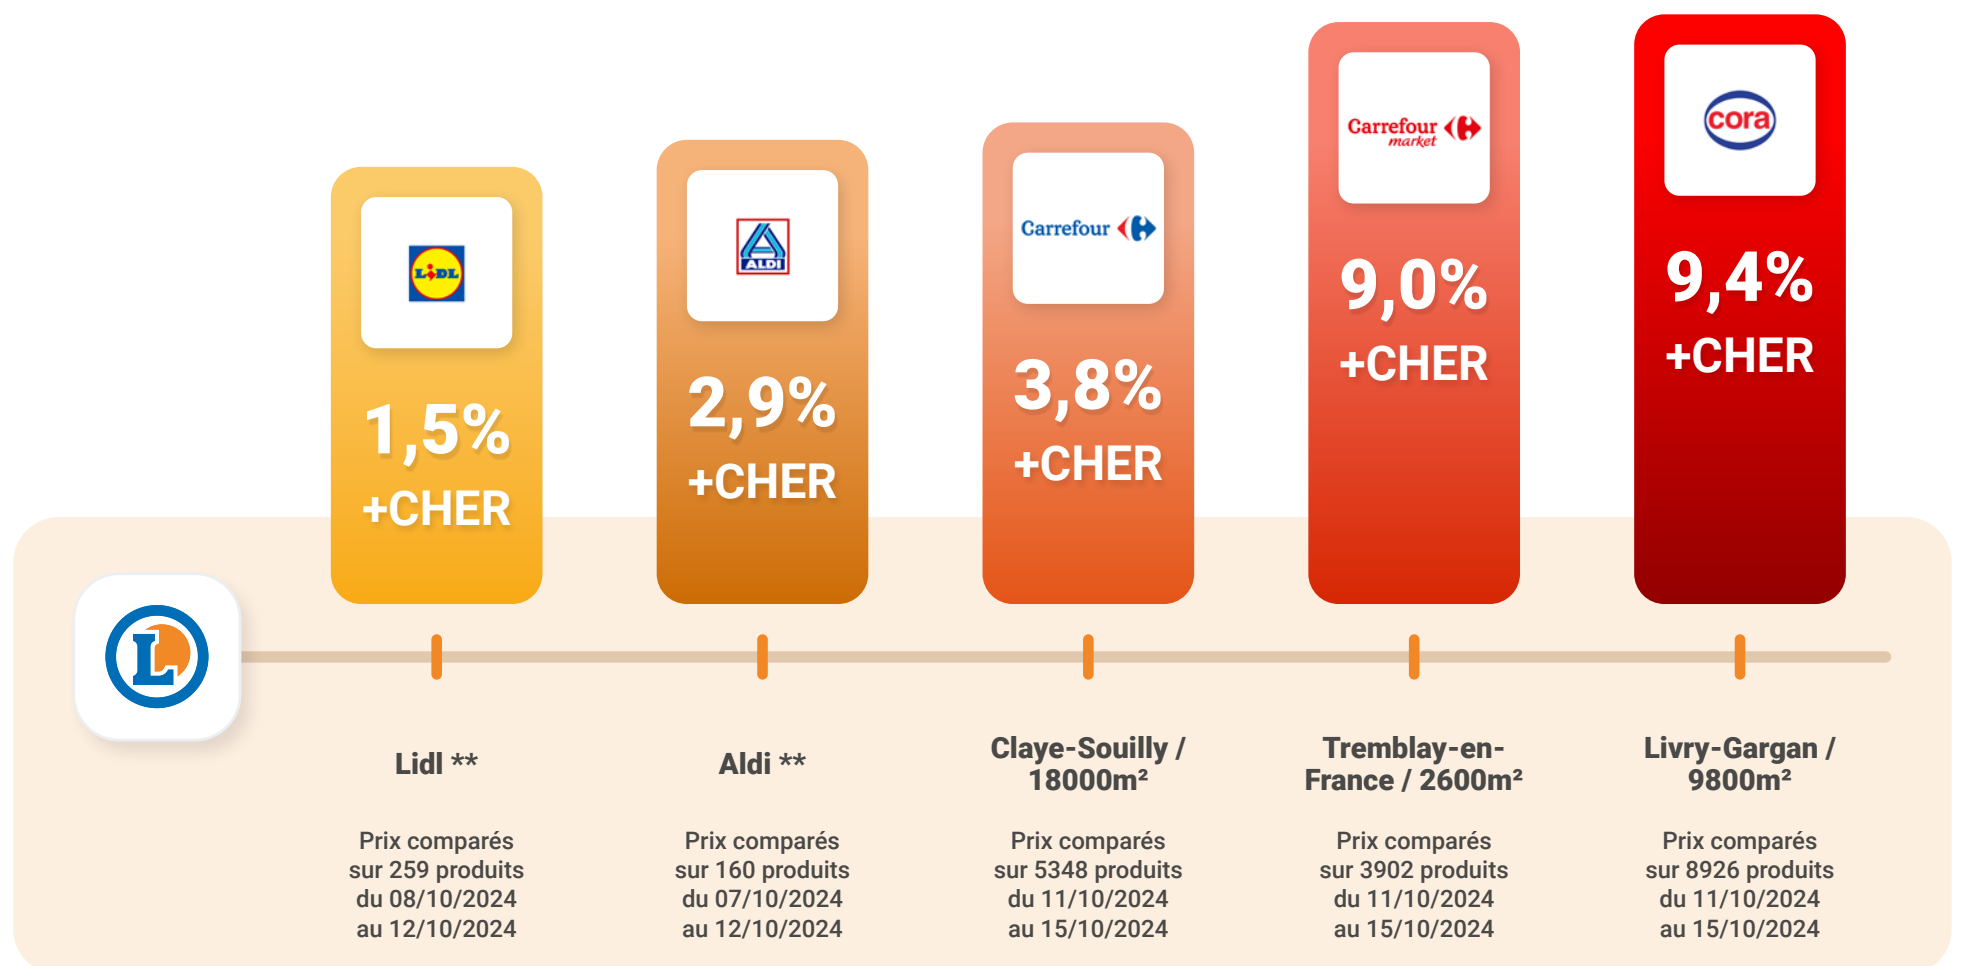 LIDL
1,5%
+CHER
ALDI
2,9%
+CHER
Carrefour
3,8%
+CHER
Carrefour
market
9,0%
+CHER
cora
9,4%
+CHER
L
Lidl **
Prix comparés
sur 259 produits
du 08/10/2024
au 12/10/2024
Aldi **
Prix comparés
sur 160 produits
du 07/10/2024
au 12/10/2024
Claye-Souilly /
18000m²
Prix comparés
sur 5348 produits
du 11/10/2024
au 15/10/2024
Tremblay-en-
France / 2600m²
Prix comparés
sur 3902 produits
du 11/10/2024
au 15/10/2024
Livry-Gargan /
9800m²
Prix comparés
sur 8926 produits
du 11/10/2024
au 15/10/2024